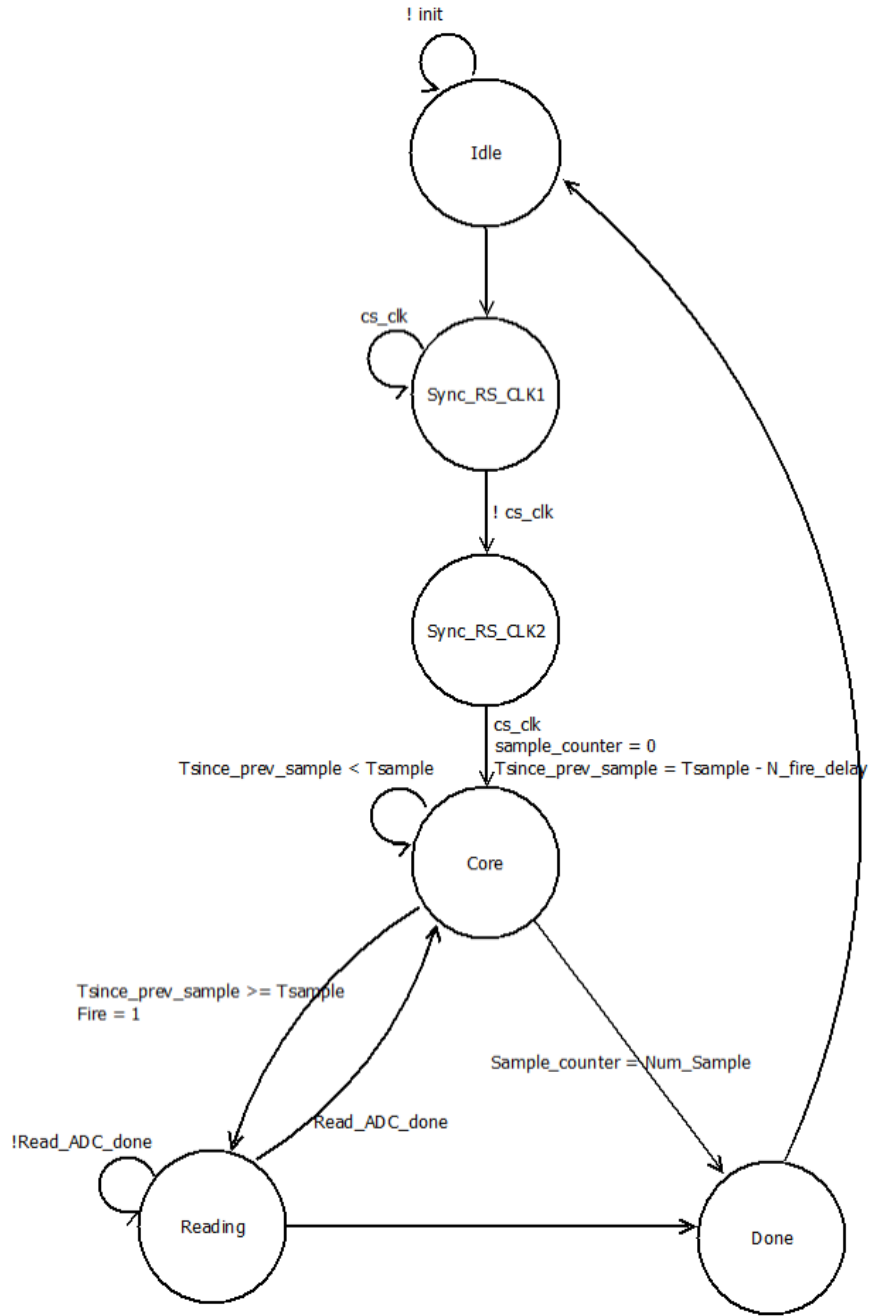 ! init
Idle
cs_clk
Sync_RS_CLK1
! cs_clk
Sync_RS_CLK2
cs_clk
sample_counter = 0
Tsince_prev_sample = Tsample - N_fire_delay
Tsince_prev_sample < Tsample
Core
Tsince_prev_sample >= Tsample
Fire = 1
Sample_counter = Num_Sample
Read_ADC_done
!Read_ADC_done
Reading
Done